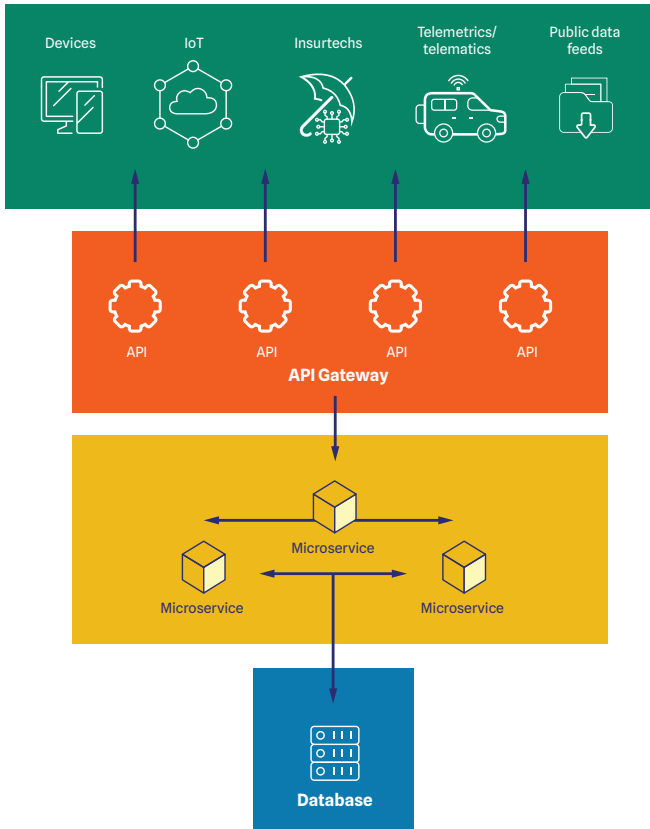 Devices
IoT
Insurtechs
Telemetrics/
telematics
Public data
feeds
API
API
API
API
API Gateway
Microservice
Microservice
Microservice
Database